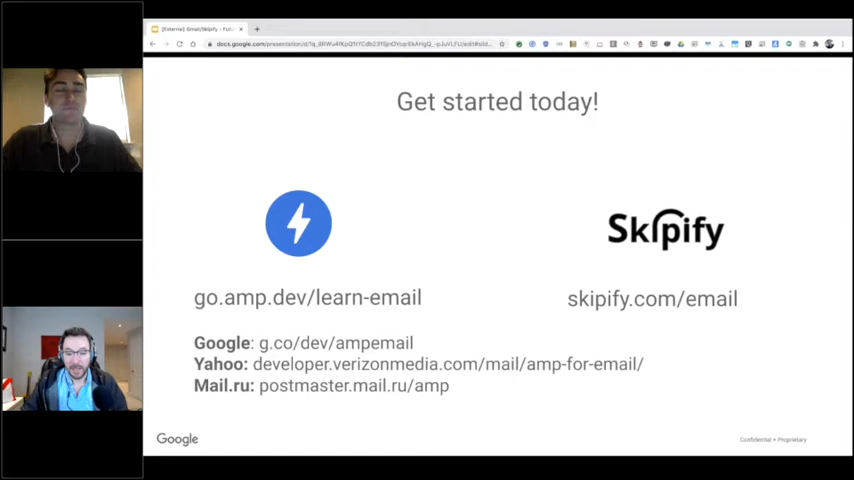 Get started today!
Skipify
go.amp.dev/learn-email
skipify.com/email
Google: g.co/dev/ampemail
Yahoo: developer.verizonmedia.com/mail/amp-for-email/
Mail.ru: postmaster.mail.ru/amp
Google
Confidential + Proprietary